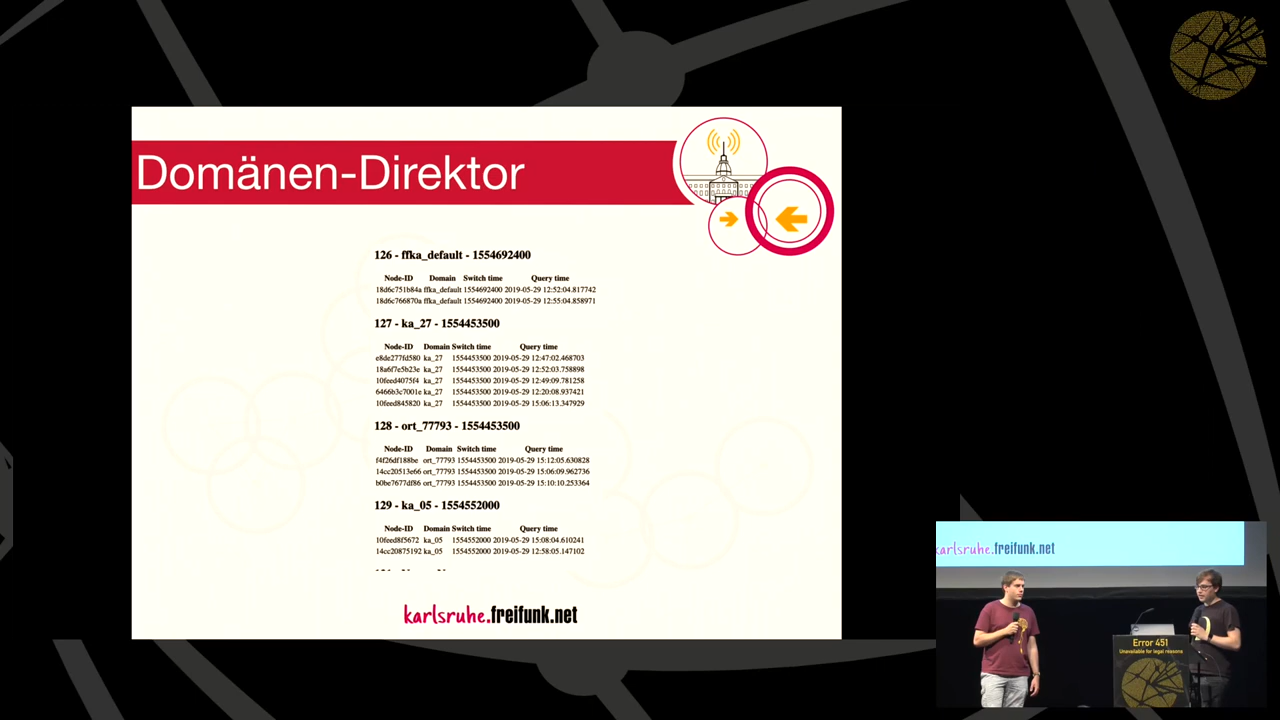 Domänen-Direktor
126 - ffka_default - 1554692400
Node-ID Domain Switch time Query time
18d6c751b84a ffka_default 1554692400 2019-05-29 12:52:04.817742
18d6c766870a ffka_default 1554692400 2019-05-29 12:55:04.858971
127 - ka_27 - 1554453500
Node-ID Domain Switch time Query time
e8de277fd580 ka_27 1554453500 2019-05-29 12:47:02.468703
18a6f7e5b23e ka_27 1554453500 2019-05-29 12:52:03.758898
10feed4075f4 ka_27 1554453500 2019-05-29 12:49:09.781258
6466b3c7001e ka_27 1554453500 2019-05-29 12:20:08.937421
10feed845820 ka_27 1554453500 2019-05-29 15:06:13.347929
128 - ort_77793 - 1554453500
Node-ID Domain Switch time Query time
f4f26df188be ort_77793 1554453500 2019-05-29 15:12:05.630828
14cc20513e66 ort_77793 1554453500 2019-05-29 15:06:09.962736
b0be7677df86 ort_77793 1554453500 2019-05-29 15:10:10.253364
129 - ka_05 - 1554552000
Node-ID Domain Switch time Query time
10feed8f5672 ka_05 1554552000 2019-05-29 15:08:04.610241
14cc20875192 ka_05 1554552000 2019-05-29 12:58:05.147102
karlsruhe.freifunk.net
karlsruhe.freifunk.net
Error 451
Unavailable for legal reasons